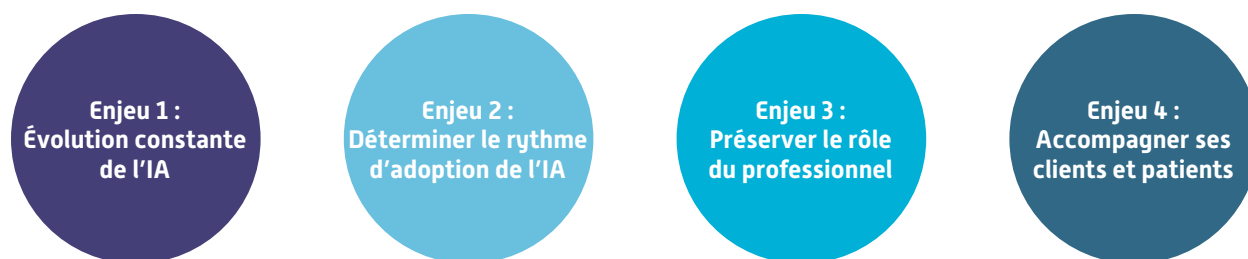 Enjeu 1 :
Évolution constante
de l'IA
Enjeu 2 :
Déterminer le rythme
d'adoption de l'IA
Enjeu 3 :
Préserver le rôle
du professionnel
Enjeu 4 :
Accompagner ses
clients et patients